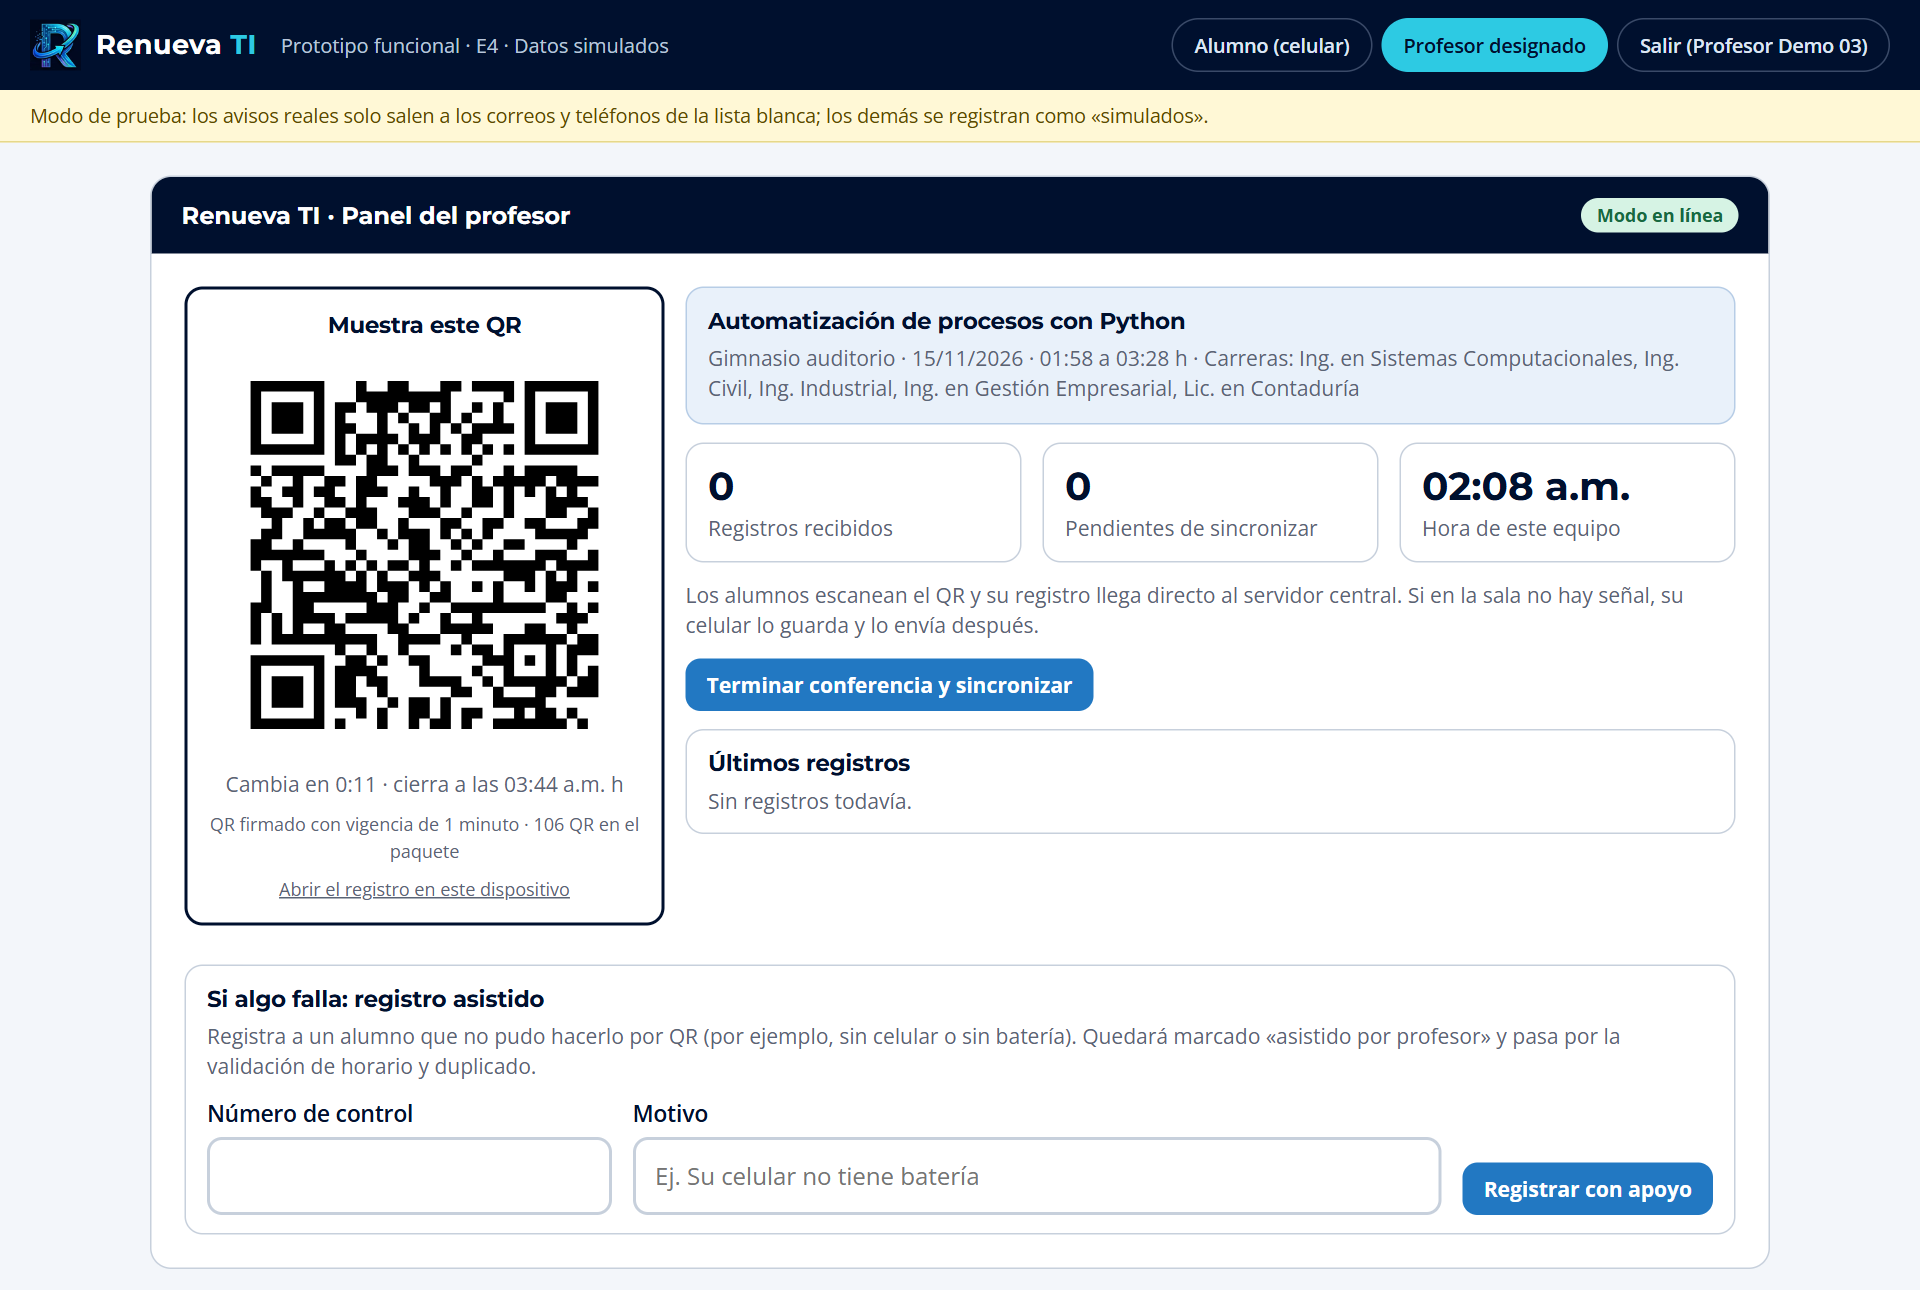 Renueva TI
Prototipo funcional · E4 · Datos simulados
Alumno (celular)
Profesor designado
Salir (Profesor Demo 03)
Modo de prueba: los avisos reales solo salen a los correos y teléfonos de la lista blanca; los demás se registran como «simulados».
Renueva TI · Panel del profesor
Modo en línea
Muestra este QR
Cambia en 0:11 · cierra a las 03:44 a.m. h
QR firmado con vigencia de 1 minuto · 106 QR en el
paquete
Abrir el registro en este dispositivo
Automatización de procesos con Python
Gimnasio auditorio · 15/11/2026 · 01:58 a 03:28 h · Carreras: Ing. en Sistemas Computacionales, Ing.
Civil, Ing. Industrial, Ing. en Gestión Empresarial, Lic. en Contaduría
0
Registros recibidos
0
Pendientes de sincronizar
02:08 a.m.
Hora de este equipo
Los alumnos escanean el QR y su registro llega directo al servidor central. Si en la sala no hay señal, su
celular lo guarda y lo envía después.
Terminar conferencia y sincronizar
Últimos registros
Sin registros todavía.
Si algo falla: registro asistido
Registra a un alumno que no pudo hacerlo por QR (por ejemplo, sin celular o sin batería). Quedará marcado «asistido por profesor» y pasa por la
validación de horario y duplicado.
Número de control
Motivo
Ej. Su celular no tiene batería
Registrar con apoyo